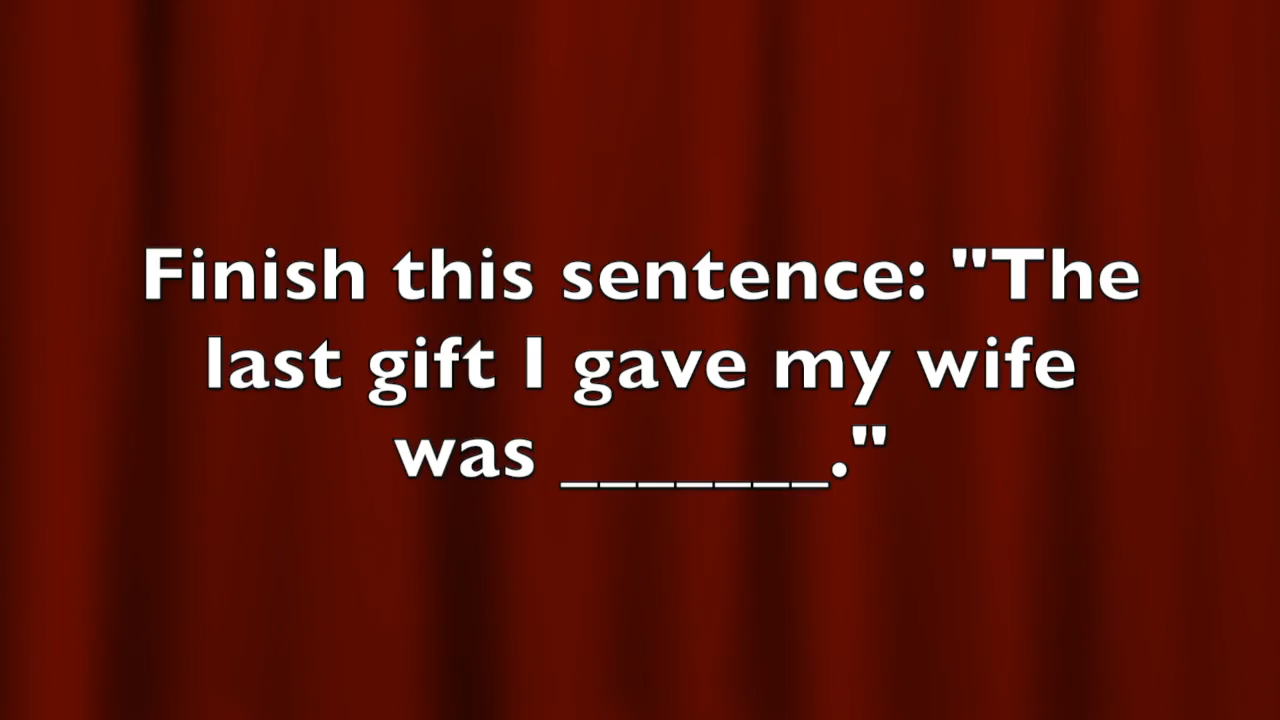 Finish this sentence: "The
last gift I gave my wife
was _______."